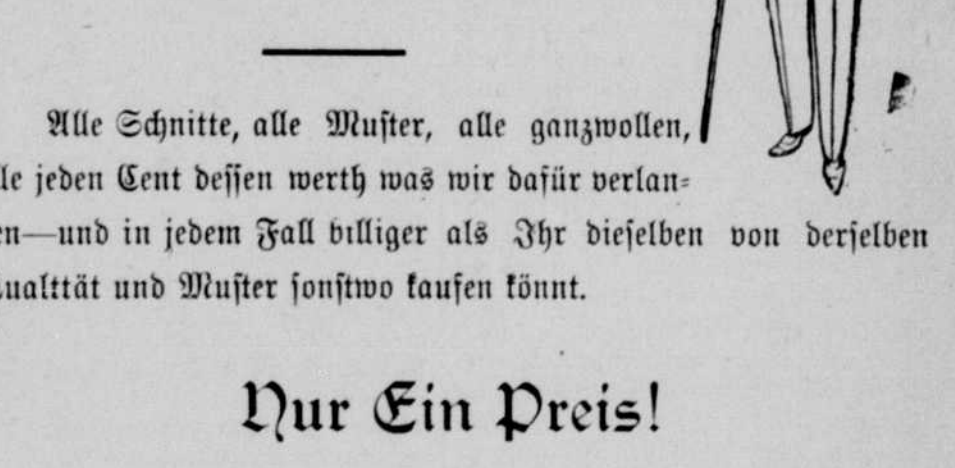 Alle Schnitte, alle Muster, alle ganzwollen,
jeden Cent dessen werth was wir dafür verlan=
—und in jedem Fall billiger als Ihr dieselben von derselben
und Muster sonstwo kaufen könnt.
Nur Ein Preis!